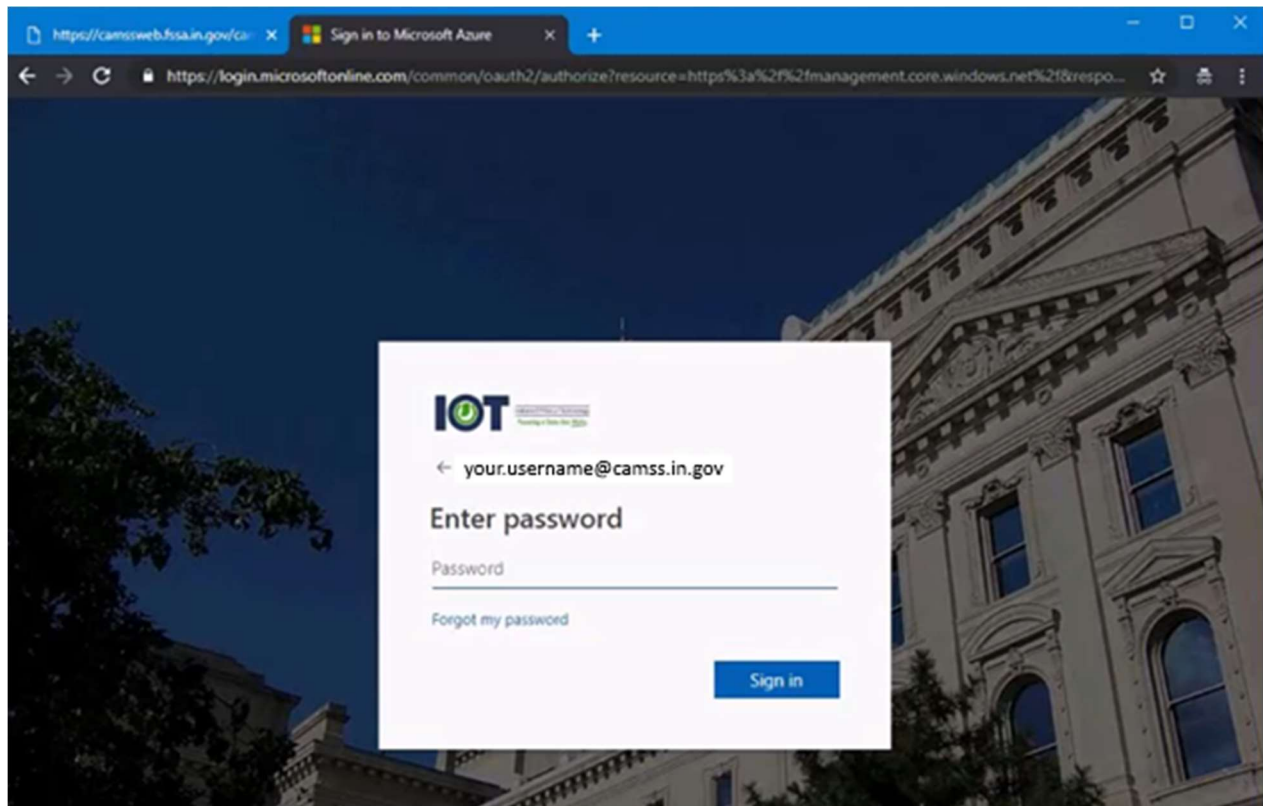 https://camssweb.fssa.in.gov/ca
Sign in to Microsoft Azure
https://login.microsoftonline.com/common/oauth2/authorize?resource=https%3a%2f%2fmanagement.core.windows.net%2f&respo...
IOT
your.username@camss.in.gov
Enter password
Password
Forgot my password
Sign in